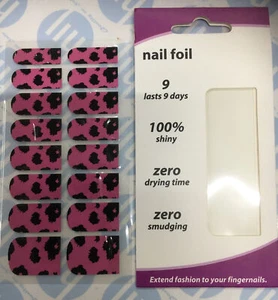 nail foil
9
lasts 9 days
100%
shiny
zero
drying time
zero
smudging
Extend fashion to your fingernails.